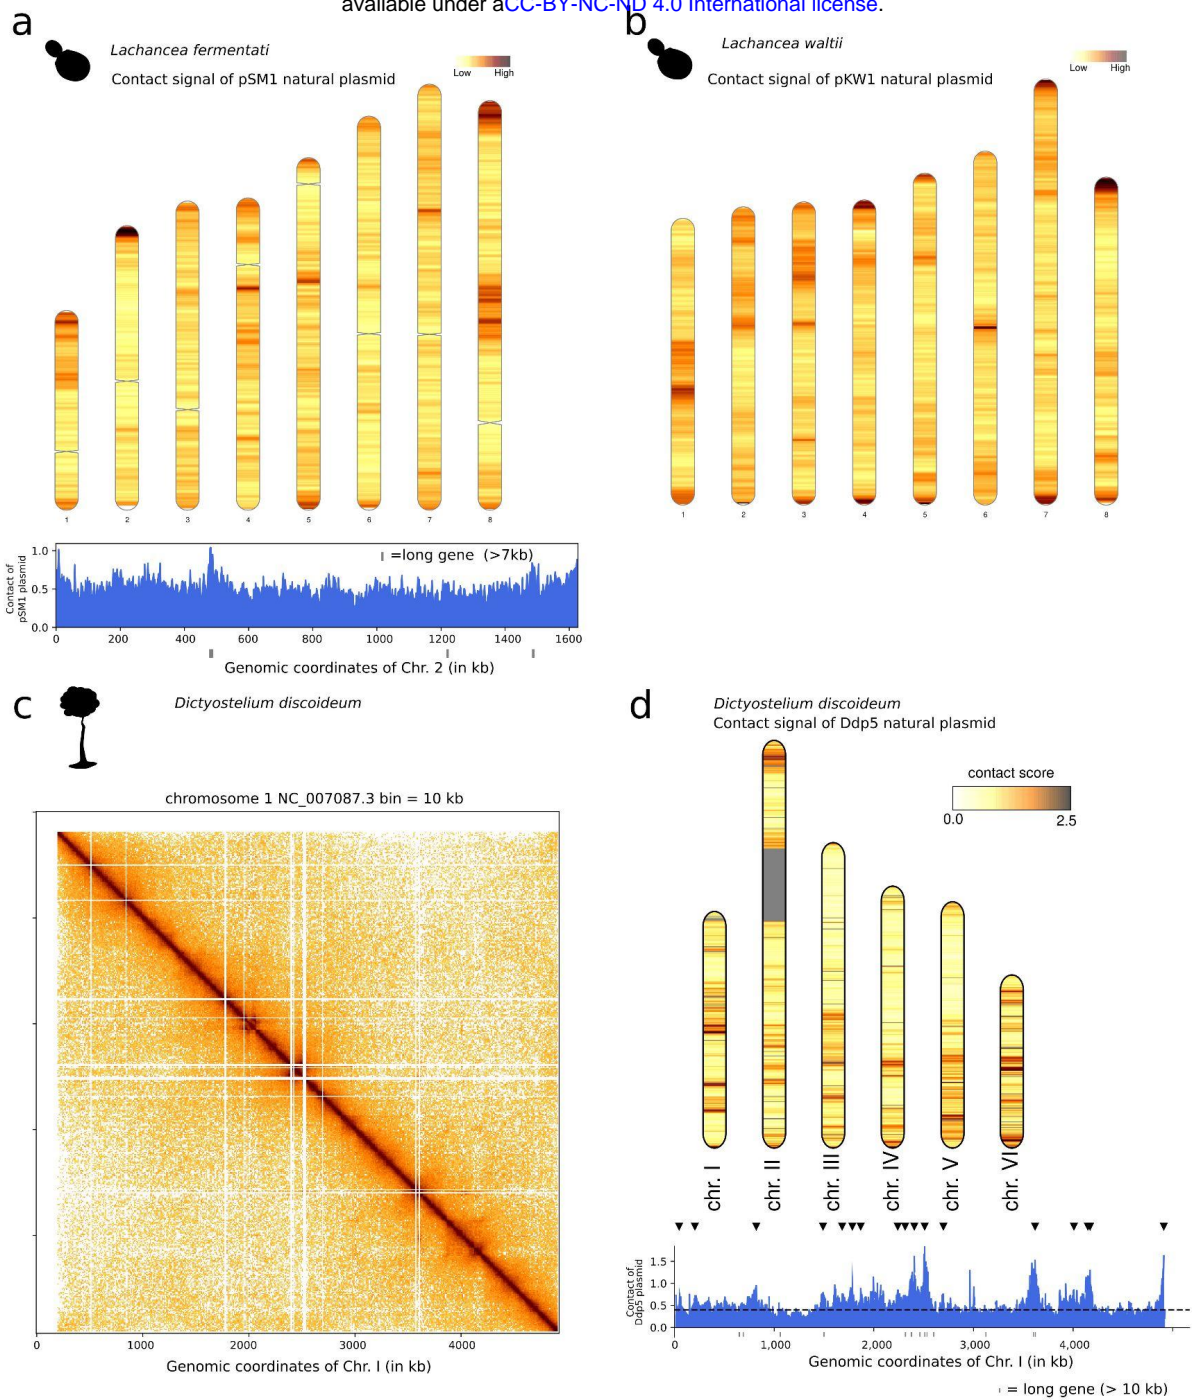 available under aCC-BY-NC-ND 4.0 International license.
a
Lachancea fermentati
Contact signal of pSM1 natural plasmid
Low High
1 2 3 4 5 6 7 8
b
Lachancea waltii
Contact signal of pKW1 natural plasmid
Low High
1 2 3 4 5 6 7 8
Contact of
pSM1 plasmid
1.0
0.5
0.0
=long gene (>7kb)
0 200 400 600 800 1000 1200 1400 1600
Genomic coordinates of Chr. 2 (in kb)
c
Dictyostelium discoideum
chromosome 1 NC_007087.3 bin = 10 kb
0 1000 2000 3000 4000
Genomic coordinates of Chr. I (in kb)
d
Dictyostelium discoideum
Contact signal of Ddp5 natural plasmid
contact score
0.0 2.5
chr. I chr. II chr. III chr. IV chr. V chr. VI
Contact of
Ddp5 plasmid
1.5
1.0
0.5
0.0
0 1,000 2,000 3,000 4,000
Genomic coordinates of Chr. I (in kb)
= long gene (> 10 kb)